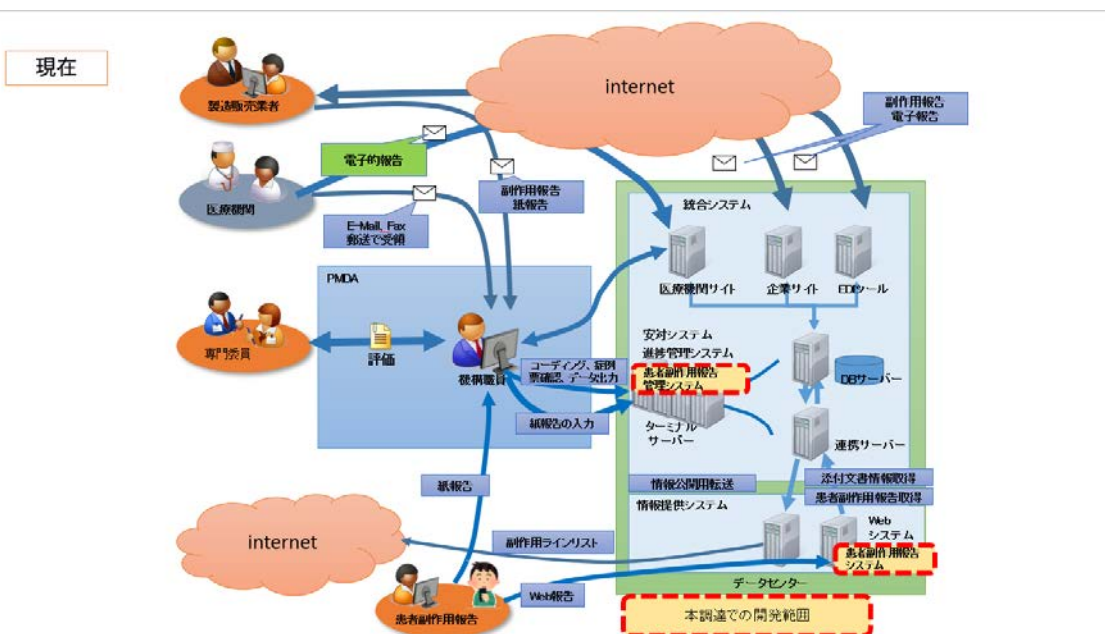 現在
製造販売業者
internet
副作用報告
電子報告
電子的報告
医療機関
副作用報告
紙報告
E-Mail、Fax
郵送で受領
統合システム
医療機関サイト
企業サイト
EDIツール
PMDA
専門委員
評価
機構職員
安対システム
進捗管理システム
患者副作用報告
管理システム
コーディング、症例
票確認、データ出力
DBサーバー
紙報告の入力
ターミナル
サーバー
連携サーバー
紙報告
情報公開用転送
添付文書情報取得
患者副作用報告取得
情報提供システム
Web
システム
internet
副作用ラインリスト
患者副作用報告
システム
データセンター
Web報告
患者副作用報告
本調達での開発範囲